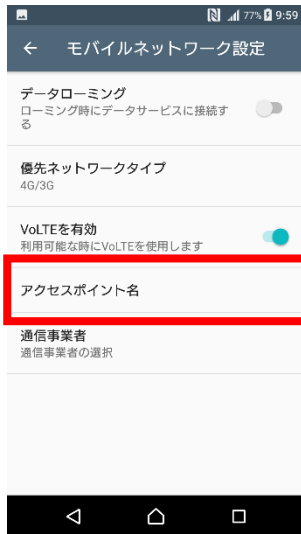 77% 9:59
モバイルネットワーク設定
データローミング
ローミング時にデータサービスに接続す
る
優先ネットワークタイプ
4G/3G
VoLTEを有効
利用可能な時にVoLTEを使用します
アクセスポイント名
通信事業者
通信事業者の選択